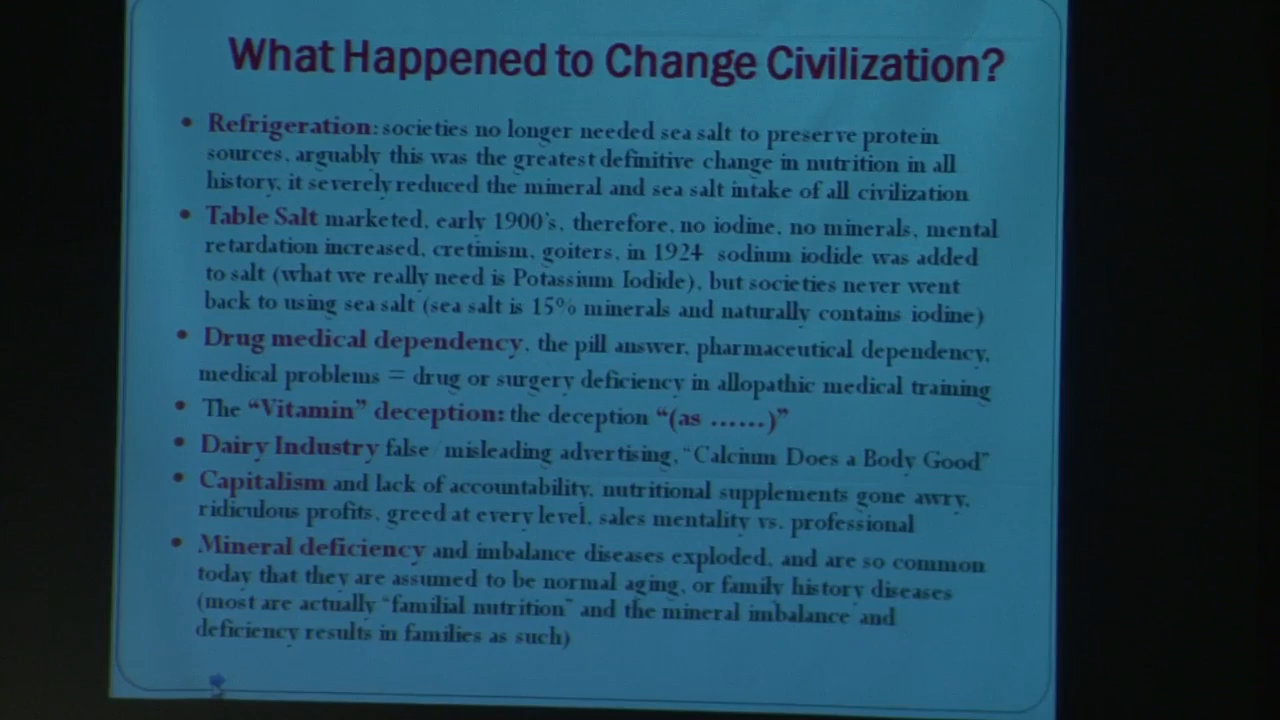 What Happened to Change Civilization?
• Refrigeration: societies no longer needed sea salt to preserve protein
sources, arguably this was the greatest definitive change in nutrition in all
history, it severely reduced the mineral and sea salt intake of all civilization
• Table Salt marketed, early 1900's, therefore, no iodine, no minerals, mental
retardation increased, cretinism, goiters, in 1924 sodium iodide was added
to salt (what we really need is Potassium Iodide), but societies never went
back to using sea salt (sea salt is 15% minerals and naturally contains iodine)
• Drug medical dependency, the pill answer, pharmaceutical dependency,
medical problems = drug or surgery deficiency in allopathic medical training
• The "Vitamin" deception: the deception "(as ......)"
• Dairy Industry false/misleading advertising, "Calcium Does a Body Good"
• Capitalism and lack of accountability, nutritional supplements gone awry,
ridiculous profits, greed at every level, sales mentality vs. professional
• Mineral deficiency and imbalance diseases exploded, and are so common
today that they are assumed to be normal aging, or family history diseases
(most are actually "familial nutrition" and the mineral imbalance and
deficiency results in families as such)